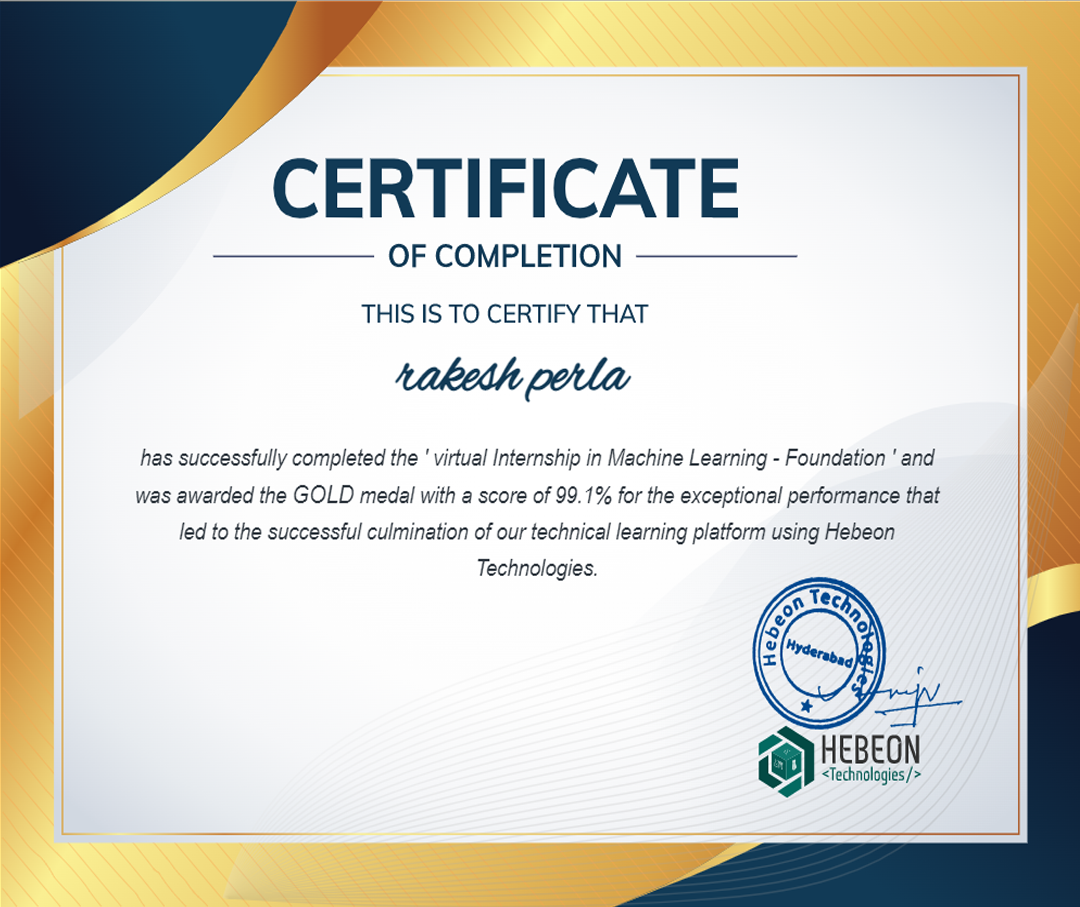 CERTIFICATE
OF COMPLETION
THIS IS TO CERTIFY THAT
rakesh perla
has successfully completed the ' virtual Internship in Machine Learning - Foundation ' and
was awarded the GOLD medal with a score of 99.1% for the exceptional performance that
led to the successful culmination of our technical learning platform using Hebeon
Technologies.
Hebeon Technologies
Hyderabad
HEBEON
<Technologies/>